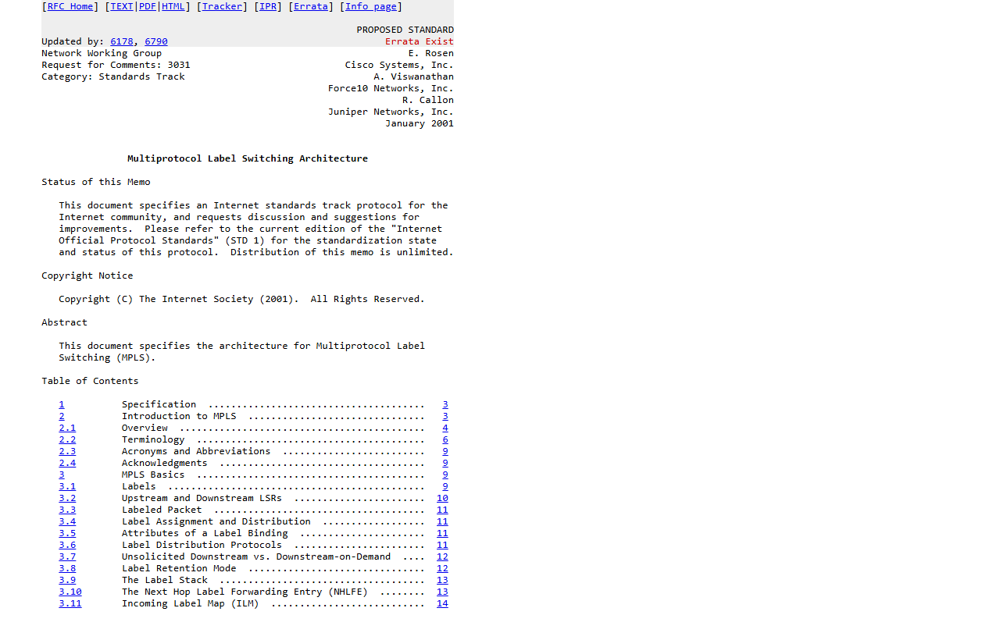 [RFC Home] [TEXT|PDF|HTML] [Tracker] [IPR] [Errata] [Info page]
PROPOSED STANDARD
Updated by: 6178, 6790                                      Errata Exist
Network Working Group                                           E. Rosen
Request for Comments: 3031                           Cisco Systems, Inc.
Category: Standards Track                                 A. Viswanathan
Force10 Networks, Inc.
R. Callon
Juniper Networks, Inc.
January 2001
Multiprotocol Label Switching Architecture
Status of this Memo
This document specifies an Internet standards track protocol for the
Internet community, and requests discussion and suggestions for
improvements.  Please refer to the current edition of the "Internet
Official Protocol Standards" (STD 1) for the standardization state
and status of this protocol.  Distribution of this memo is unlimited.
Copyright Notice
Copyright (C) The Internet Society (2001).  All Rights Reserved.
Abstract
This document specifies the architecture for Multiprotocol Label
Switching (MPLS).
Table of Contents
1          Specification  ......................................   3
2          Introduction to MPLS  ...............................   3
2.1        Overview  ...........................................   4
2.2        Terminology  ........................................   6
2.3        Acronyms and Abbreviations  .........................   9
2.4        Acknowledgments  ....................................   9
3          MPLS Basics  ........................................   9
3.1        Labels  .............................................   9
3.2        Upstream and Downstream LSRs  .......................  10
3.3        Labeled Packet  .....................................  11
3.4        Label Assignment and Distribution  ..................  11
3.5        Attributes of a Label Binding  ......................  11
3.6        Label Distribution Protocols  .......................  11
3.7        Unsolicited Downstream vs. Downstream-on-Demand  ....  12
3.8        Label Retention Mode  ...............................  12
3.9        The Label Stack  ....................................  13
3.10       The Next Hop Label Forwarding Entry (NHLFE)  ........  13
3.11       Incoming Label Map (ILM)  ...........................  14